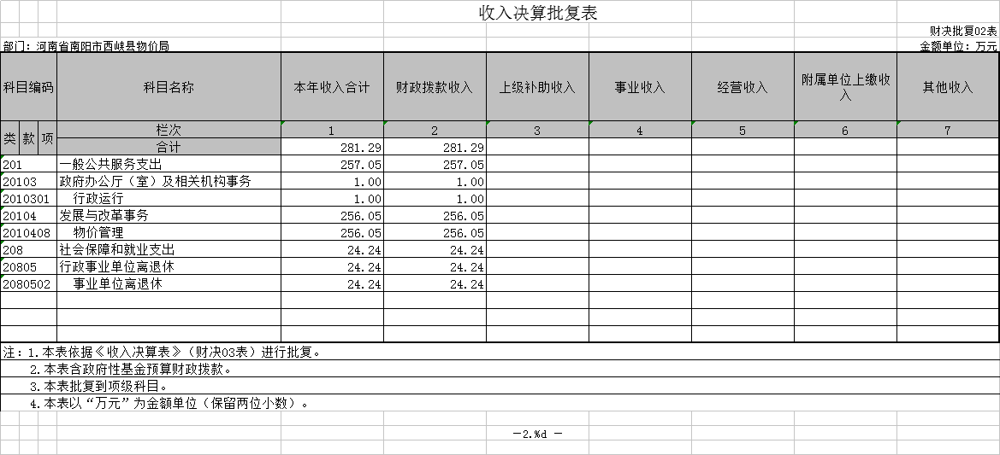 收入决算批复表
财决批复02表
部门：河南省南阳市西峡县物价局 金额单位：万元
科目编码 科目名称 本年收入合计 财政拨款收入 上级补助收入 事业收入 经营收入 附属单位上缴收入 其他收入
类 款 项 栏次 1 2 3 4 5 6 7
合计 281.29 281.29
201 一般公共服务支出 257.05 257.05
20103 政府办公厅（室）及相关机构事务 1.00 1.00
2010301 行政运行 1.00 1.00
20104 发展与改革事务 256.05 256.05
2010408 物价管理 256.05 256.05
208 社会保障和就业支出 24.24 24.24
20805 行政事业单位离退休 24.24 24.24
2080502 事业单位离退休 24.24 24.24
注：1.本表依据《收入决算表》（财决03表）进行批复。
2.本表含政府性基金预算财政拨款。
3.本表批复到项级科目。
4.本表以“万元”为金额单位（保留两位小数）。
－2.%d －